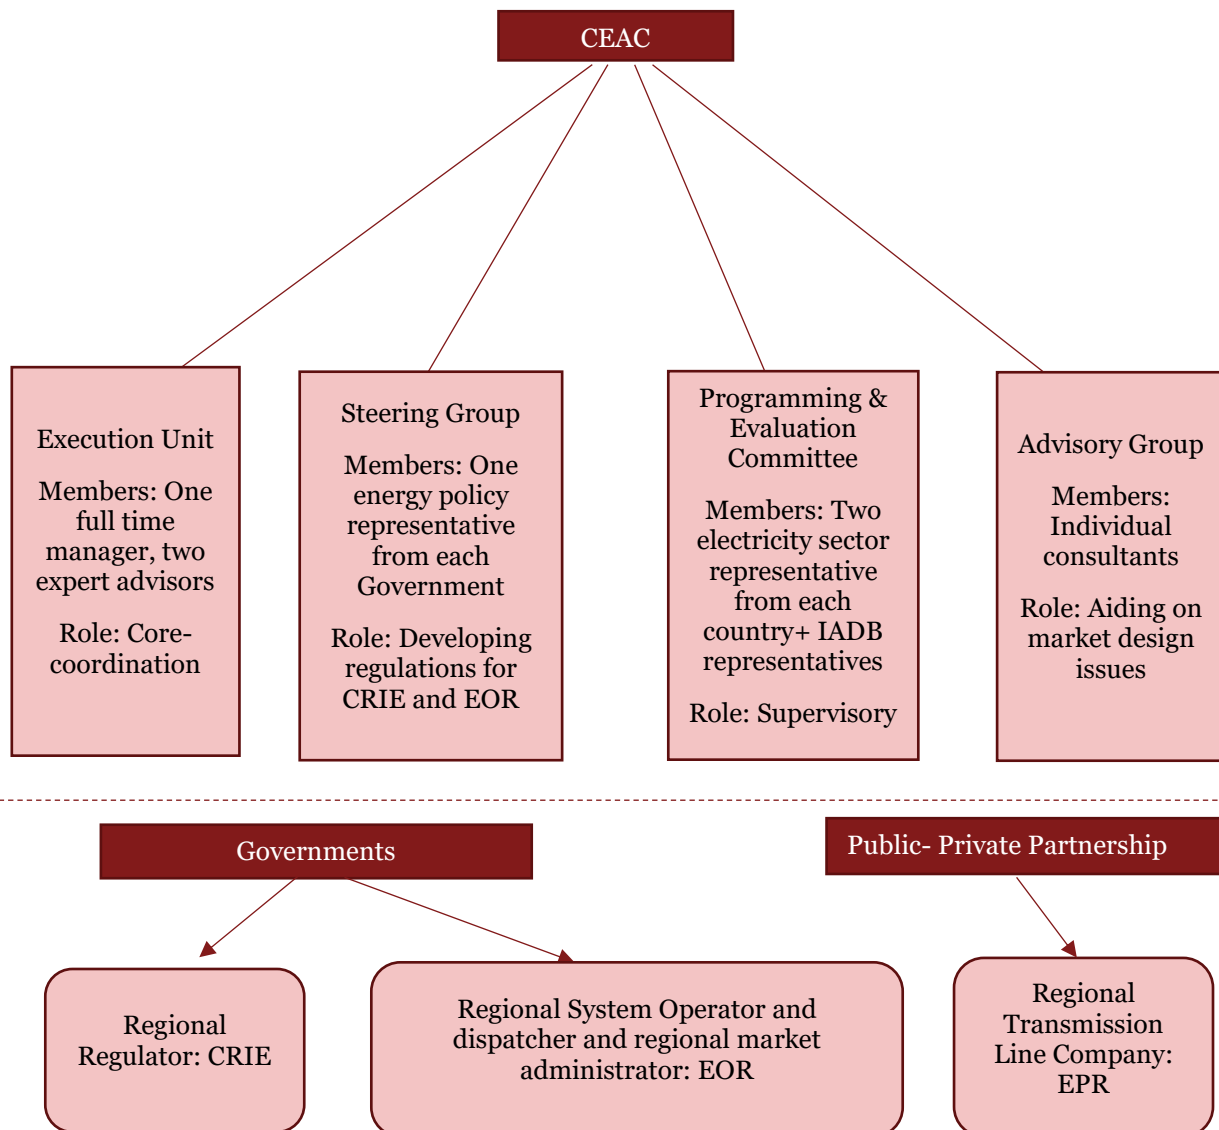 CEAC
Execution Unit
Members: One
full time
manager, two
expert advisors
Role: Core-
coordination
Steering Group
Members: One
energy policy
representative
from each
Government
Role: Developing
regulations for
CRIE and EOR
Programming &
Evaluation
Committee
Members: Two
electricity sector
representative
from each
country+ IADB
representatives
Role: Supervisory
Advisory Group
Members:
Individual
consultants
Role: Aiding on
market design
issues
Governments
Public- Private Partnership
Regional
Regulator: CRIE
Regional System Operator and
dispatcher and regional market
administrator: EOR
Regional
Transmission
Line Company:
EPR